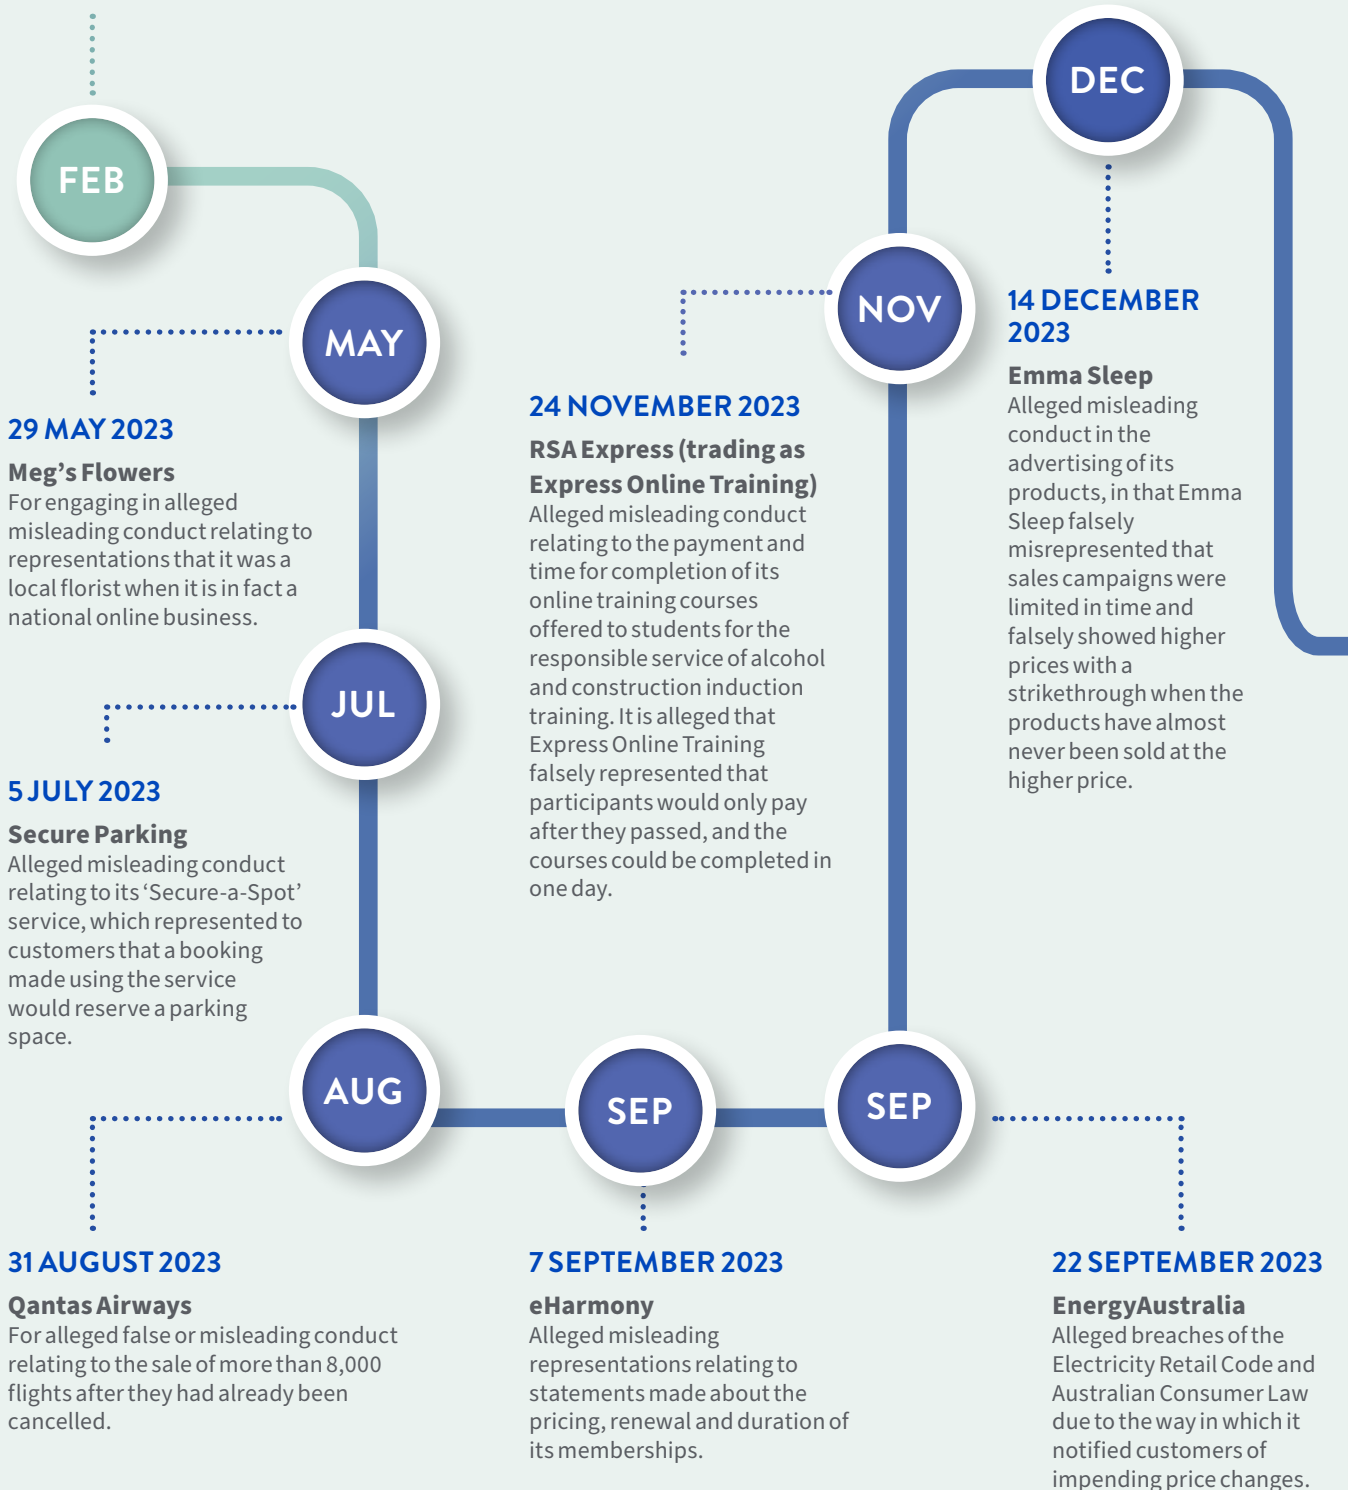 FEB
MAY
29 MAY 2023
Meg’s Flowers
For engaging in alleged
misleading conduct relating to
representations that it was a
local florist when it is in fact a
national online business.
JUL
5 JULY 2023
Secure Parking
Alleged misleading conduct
relating to its ‘Secure-a-Spot’
service, which represented to
customers that a booking
made using the service
would reserve a parking
space.
AUG
31 AUGUST 2023
Qantas Airways
For alleged false or misleading conduct
relating to the sale of more than 8,000
flights after they had already been
cancelled.
SEP
7 SEPTEMBER 2023
eHarmony
Alleged misleading
representations relating to
statements made about the
pricing, renewal and duration of
its memberships.
SEP
22 SEPTEMBER 2023
EnergyAustralia
Alleged breaches of the
Electricity Retail Code and
Australian Consumer Law
due to the way in which it
notified customers of
impending price changes.
NOV
24 NOVEMBER 2023
RSA Express (trading as
Express Online Training)
Alleged misleading conduct
relating to the payment and
time for completion of its
online training courses
offered to students for the
responsible service of alcohol
and construction induction
training. It is alleged that
Express Online Training
falsely represented that
participants would only pay
after they passed, and the
courses could be completed in
one day.
DEC
14 DECEMBER
2023
Emma Sleep
Alleged misleading
conduct in the
advertising of its
products, in that Emma
Sleep falsely
misrepresented that
sales campaigns were
limited in time and
falsely showed higher
prices with a
strikethrough when the
products have almost
never been sold at the
higher price.